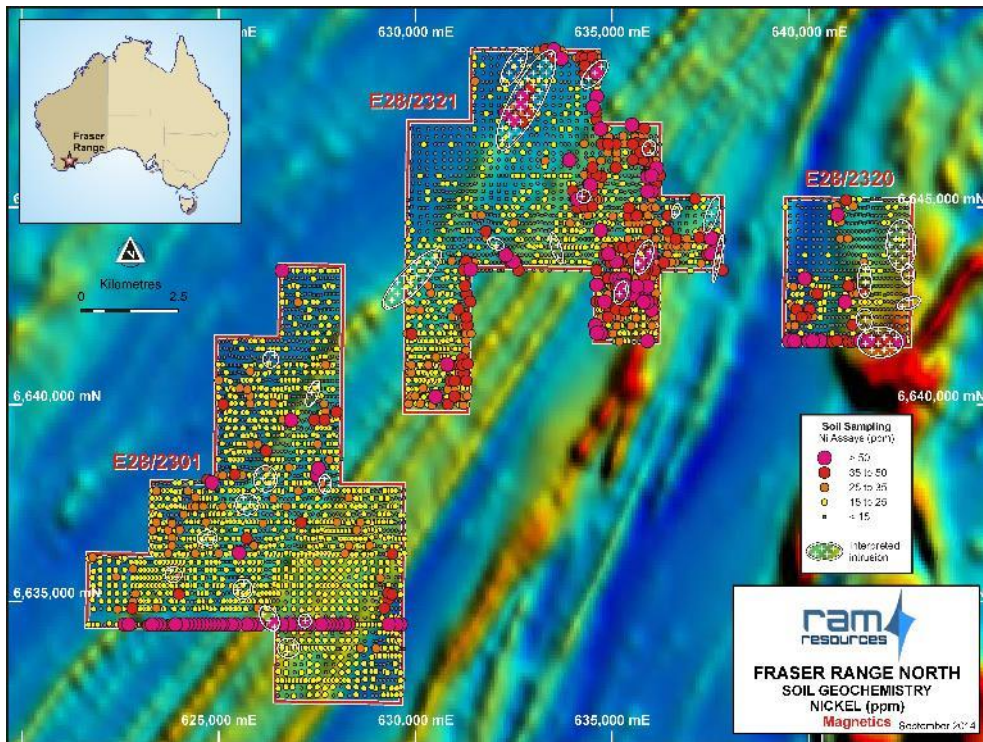 630,000 mE
635,000 mE
640,000 mE
Fraser
Range
E28/2321
E28/2320
6,645,000 mN
N
Kilometres
0 2.5
6,640,000 mN
6,640,000 mN
E28/2301
Soil Sampling
Ni Assays (ppm)
> 50
35 to 50
25 to 35
15 to 25
< 15
Interpreted
intrusion
6,635,000 mN
ram
resources
FRASER RANGE NORTH
SOIL GEOCHEMISTRY
NICKEL (ppm)
Magnetics
September 2014
625,000 mE
630,000 mE
635,000 mE